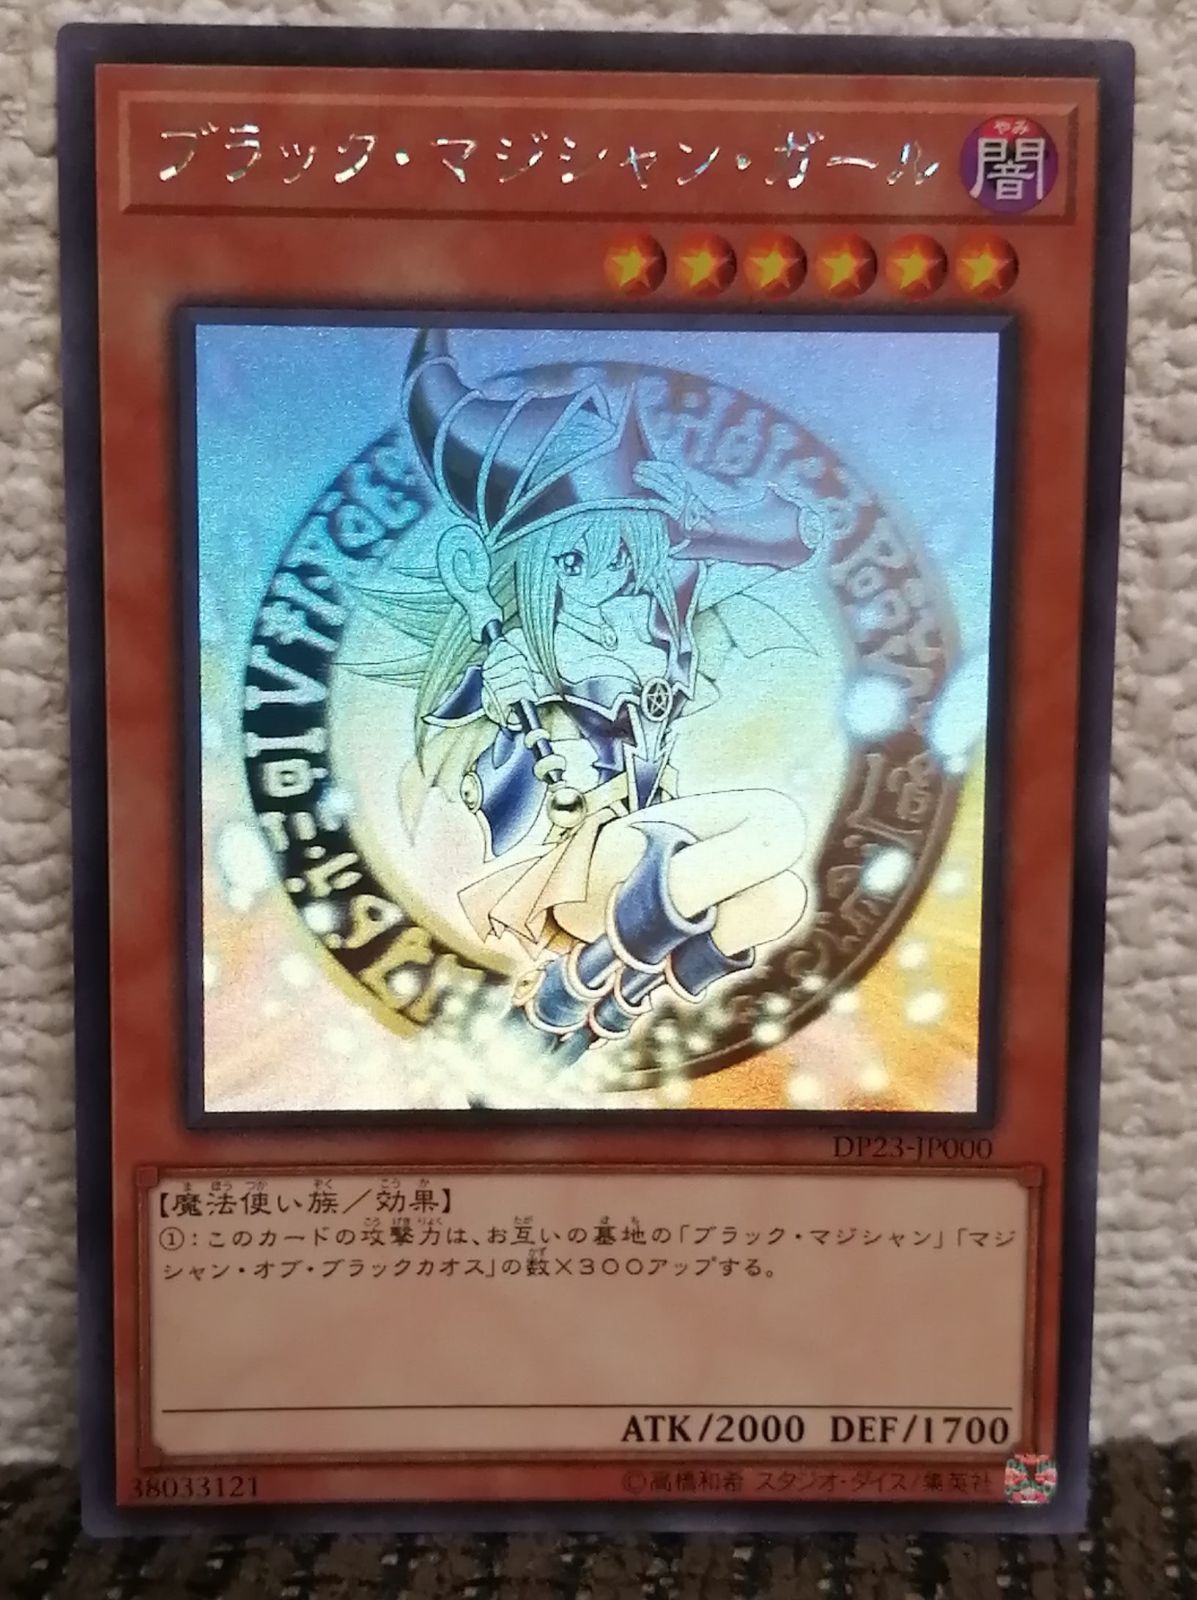 ブラック・マジシャン・ガール
やみ
闇
DP23-JP000
【魔法使い族／効果】
①：このカードの攻撃力は、お互いの墓地の「ブラック・マジシャン」「マジ
シャン・オブ・ブラックカオス」の数×３００アップする。
ATK/2000 DEF/1700
38033121
©高橋和希 スタジオ・ダイス/集英社